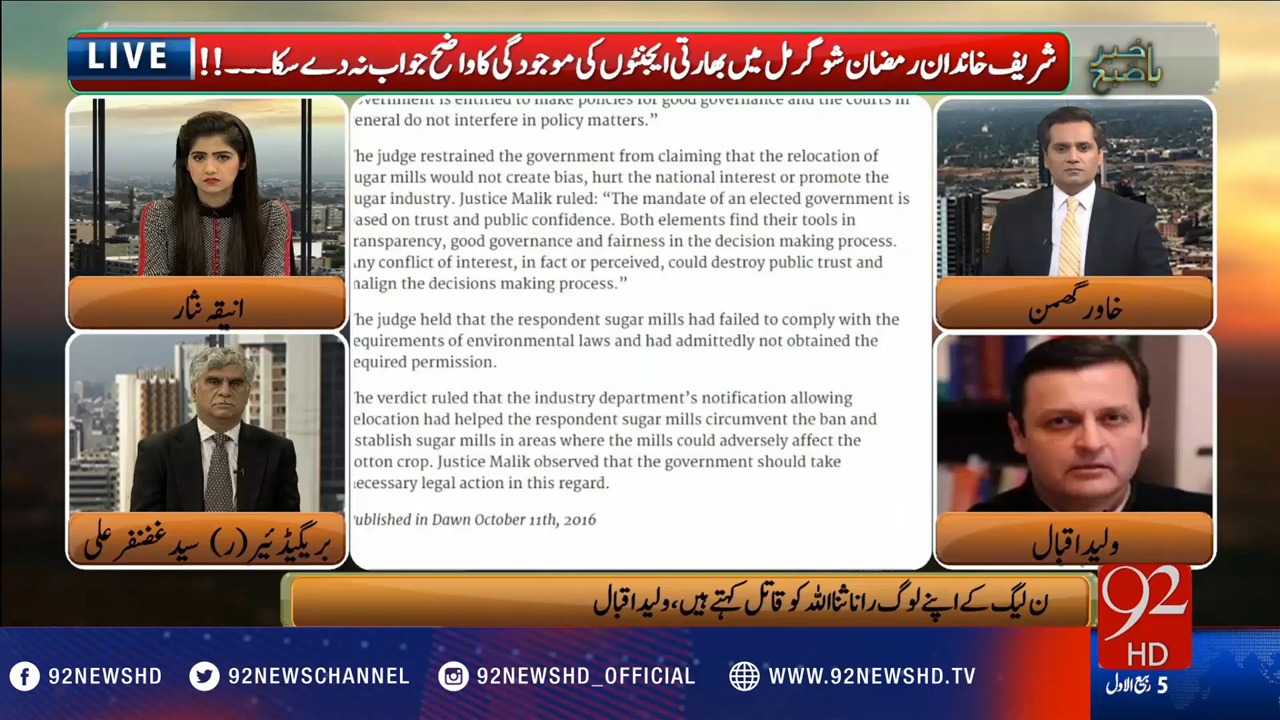 LIVE
شریف خاندان رمضان شوگر مل میں بھارتی ایجنٹوں کی موجودگی کا واضح جواب نہ دے سکا۔۔۔!!
باخبر صبح
vernment is entitled to make policies for good governance and the courts in
eneral do not interfere in policy matters.”
he judge restrained the government from claiming that the relocation of
ugar mills would not create bias, hurt the national interest or promote the
ugar industry. Justice Malik ruled: “The mandate of an elected government is
ased on trust and public confidence. Both elements find their tools in
ransparency, good governance and fairness in the decision making process.
ny conflict of interest, in fact or perceived, could destroy public trust and
nalign the decisions making process.”
he judge held that the respondent sugar mills had failed to comply with the
equirements of environmental laws and had admittedly not obtained the
equired permission.
he verdict ruled that the industry department’s notification allowing
elocation had helped the respondent sugar mills circumvent the ban and
stablish sugar mills in areas where the mills could adversely affect the
otton crop. Justice Malik observed that the government should take
ecessary legal action in this regard.
ublished in Dawn October 11th, 2016
انیقہ نثار
خاور گھمن
بریگیڈئیر (ر) سید غضنفر علی
ولید اقبال
ن لیگ کے اپنے لوگ رانا ثنااللہ کو قاتل کہتے ہیں، ولید اقبال
92
HD
5 ربیع الاول
92NEWSHD
92NEWSCHANNEL
92NEWSHD_OFFICIAL
WWW.92NEWSHD.TV